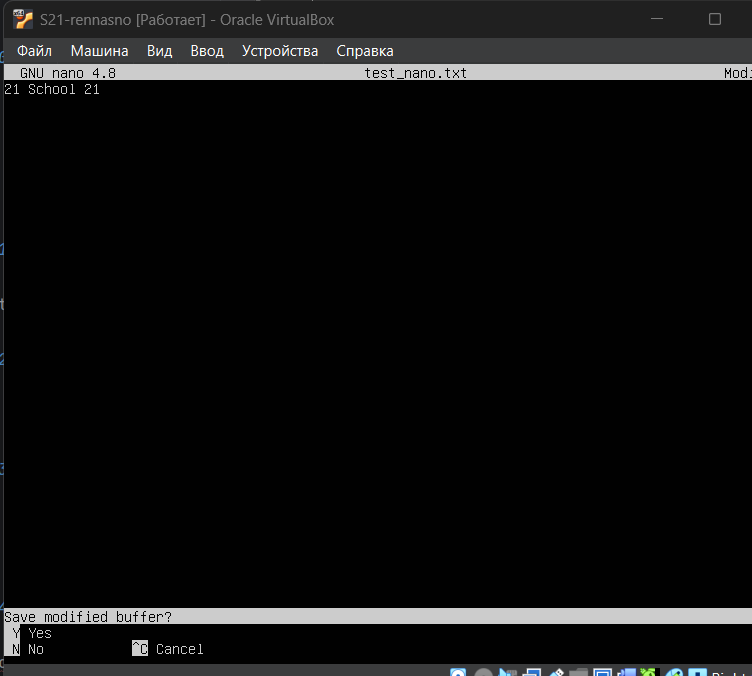 S21-rennasno [Работает] - Oracle VirtualBox
Файл Машина Вид Ввод Устройства Справка
GNU nano 4.8 test_nano.txt Modi
21 School 21
Save modified buffer?
Y Yes
N No ^C Cancel
Right